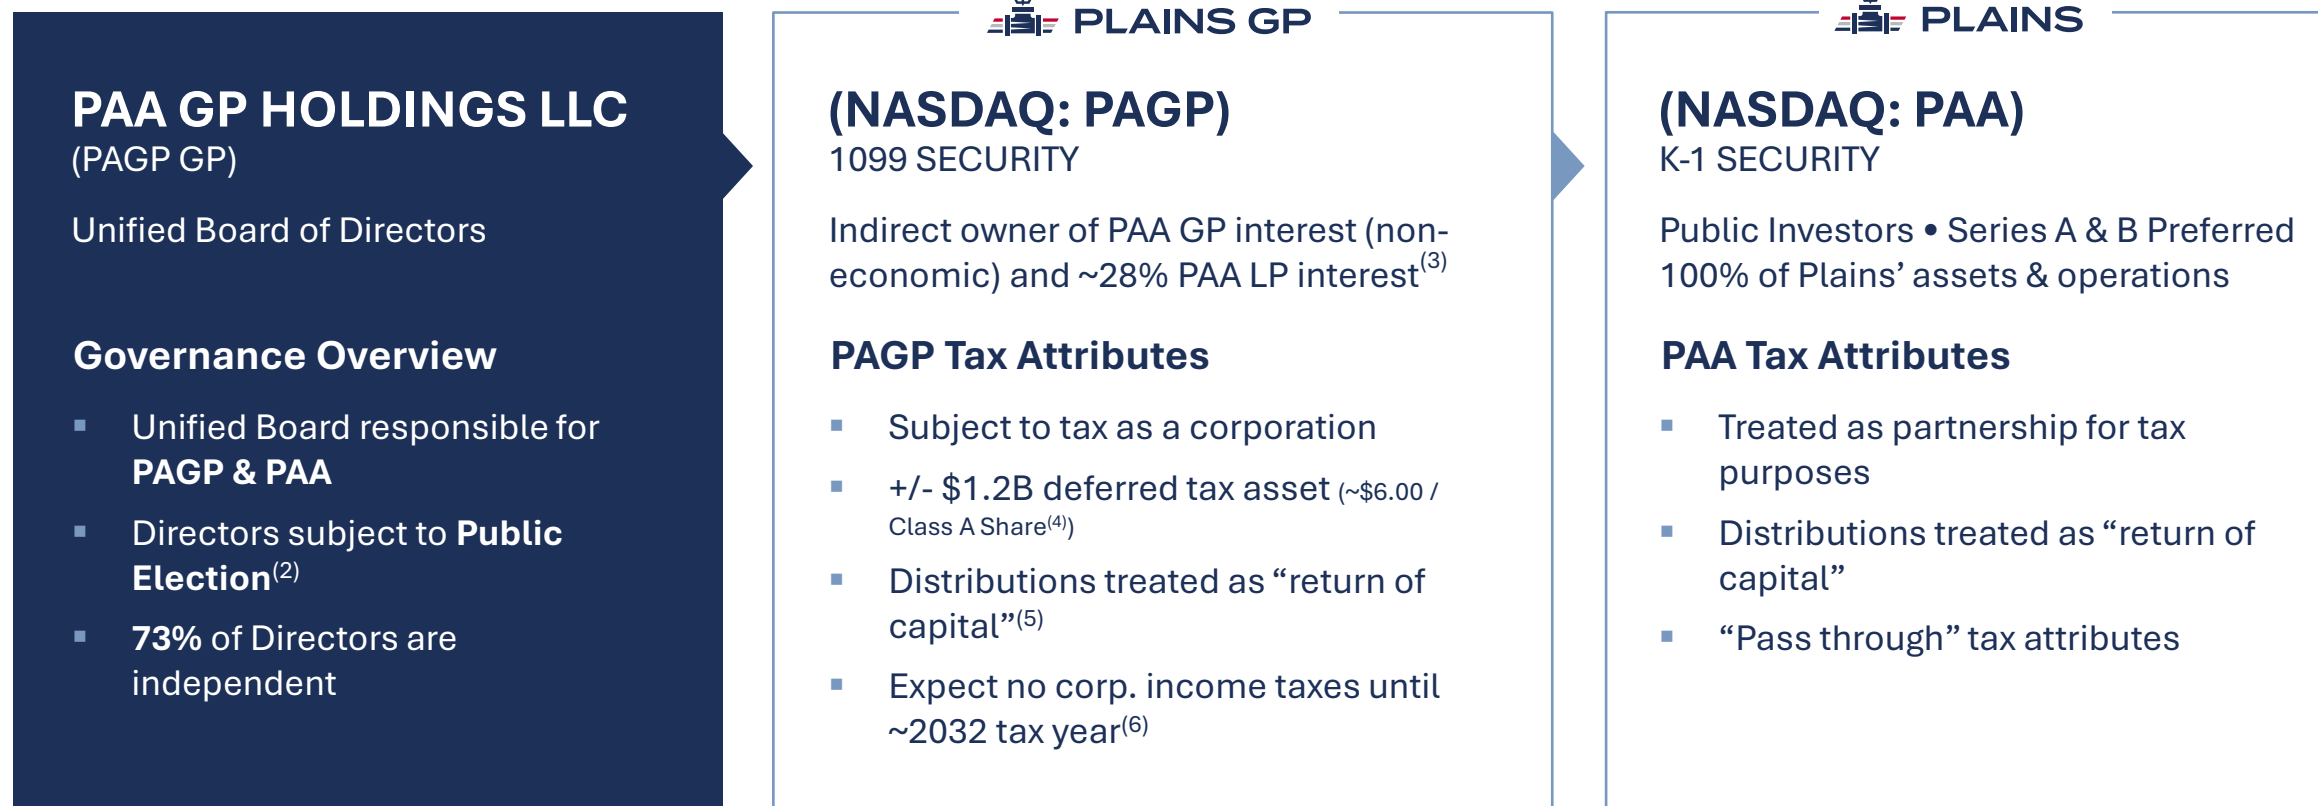 PAA GP HOLDINGS LLC
(PAGP GP)
Unified Board of Directors
Governance Overview
▪ Unified Board responsible for
PAGP & PAA
▪ Directors subject to Public
Election(2)
▪ 73% of Directors are
independent
PLAINS GP
(NASDAQ: PAGP)
1099 SECURITY
Indirect owner of PAA GP interest (non-
economic) and ~28% PAA LP interest(3)
PAGP Tax Attributes
▪ Subject to tax as a corporation
▪ +/- $1.2B deferred tax asset (~$6.00 /
Class A Share(4))
▪ Distributions treated as “return of
capital”(5)
▪ Expect no corp. income taxes until
~2032 tax year(6)
PLAINS
(NASDAQ: PAA)
K-1 SECURITY
Public Investors • Series A & B Preferred
100% of Plains’ assets & operations
PAA Tax Attributes
▪ Treated as partnership for tax
purposes
▪ Distributions treated as “return of
capital”
▪ “Pass through” tax attributes